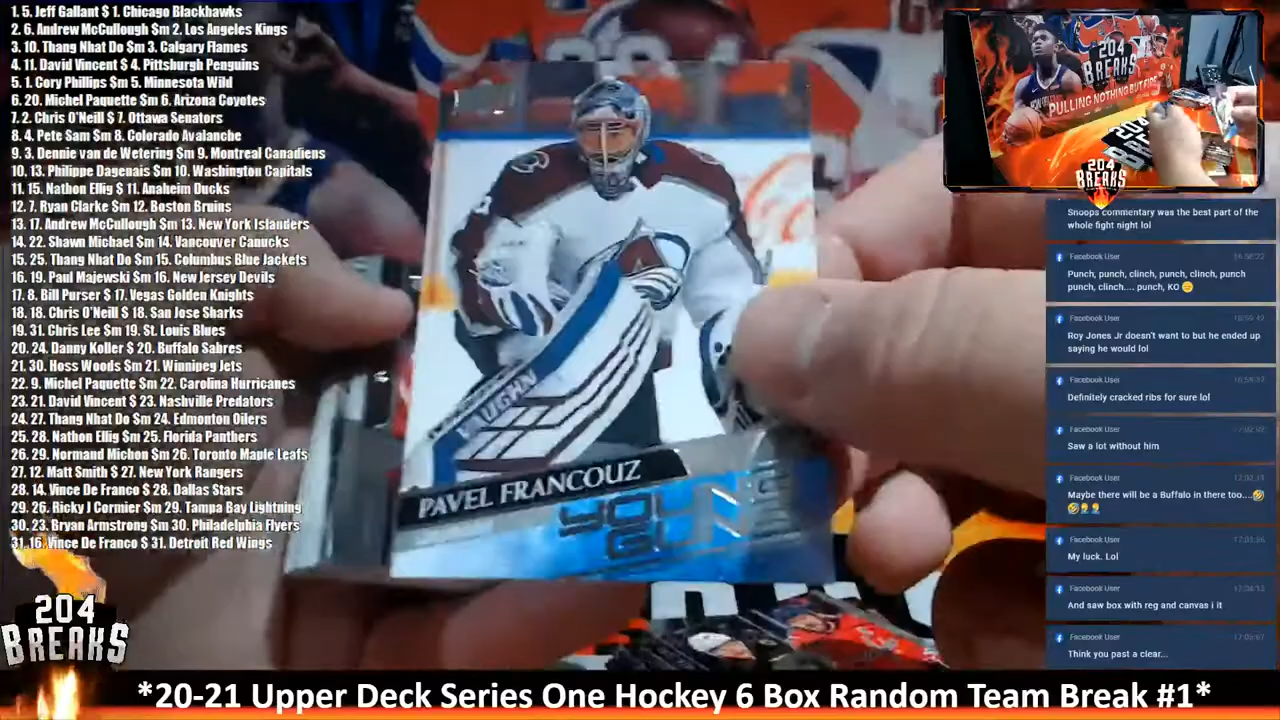 1. 5. Jeff Gallant $ 1. Chicago Blackhawks
2. 6. Andrew McCullough $m 2. Los Angeles Kings
3. 10. Thang Nhat Do $m 3. Calgary Flames
4. 11. David Vincent $ 4. Pittsburgh Penguins
5. 1. Cory Phillips $m 5. Minnesota Wild
6. 20. Michel Paquette $m 6. Arizona Coyotes
7. 2. Chris O'Neill $ 7. Ottawa Senators
8. 4. Pete Sam $m 8. Colorado Avalanche
9. 3. Dennie van de Wetering $m 9. Montreal Canadiens
10. 13. Philippe Dagenais $m 10. Washington Capitals
11. 15. Nathon Ellig $ 11. Anaheim Ducks
12. 7. Ryan Clarke $m 12. Boston Bruins
13. 17. Andrew McCullough $m 13. New York Islanders
14. 22. Shawn Michael $m 14. Vancouver Canucks
15. 25. Thang Nhat Do $m 15. Columbus Blue Jackets
16. 19. Paul Majewski $m 16. New Jersey Devils
17. 8. Bill Purser $ 17. Vegas Golden Knights
18. 18. Chris O'Neill $ 18. San Jose Sharks
19. 31. Chris Lee $m 19. St. Louis Blues
20. 24. Danny Koller $ 20. Buffalo Sabres
21. 30. Hoss Woods $m 21. Winnipeg Jets
22. 9. Michel Paquette $m 22. Carolina Hurricanes
23. 21. David Vincent $ 23. Nashville Predators
24. 27. Thang Nhat Do $m 24. Edmonton Oilers
25. 28. Nathon Ellig $m 25. Florida Panthers
26. 29. Normand Michon $m 26. Toronto Maple Leafs
27. 12. Matt Smith $ 27. New York Rangers
28. 14. Vince De Franco $ 28. Dallas Stars
29. 26. Ricky J Cormier $m 29. Tampa Bay Lightning
30. 23. Bryan Armstrong $m 30. Philadelphia Flyers
31. 16. Vince De Franco $ 31. Detroit Red Wings
204
BREAKS
VAUGHN
PAVEL FRANCOUZ
YOUNG
GUNS
204
BREAKS
PULLING NOTHING BUT FIRE
204
BREAKS
Snoops commentary was the best part of the
whole fight night lol
Facebook User
Punch, punch, clinch, punch, clinch, punch
punch, clinch.... punch, KO
Facebook User
Roy Jones Jr doesn't want to but he ended up
saying he would lol
Facebook User
Definitely cracked ribs for sure lol
Facebook User
Saw a lot without him
Facebook User
Maybe there will be a Buffalo in there too....🤣
🤣
Facebook User
My luck. Lol
Facebook User
And saw box with reg and canvas i it
Facebook User
Think you past a clear...
*20-21 Upper Deck Series One Hockey 6 Box Random Team Break #1*